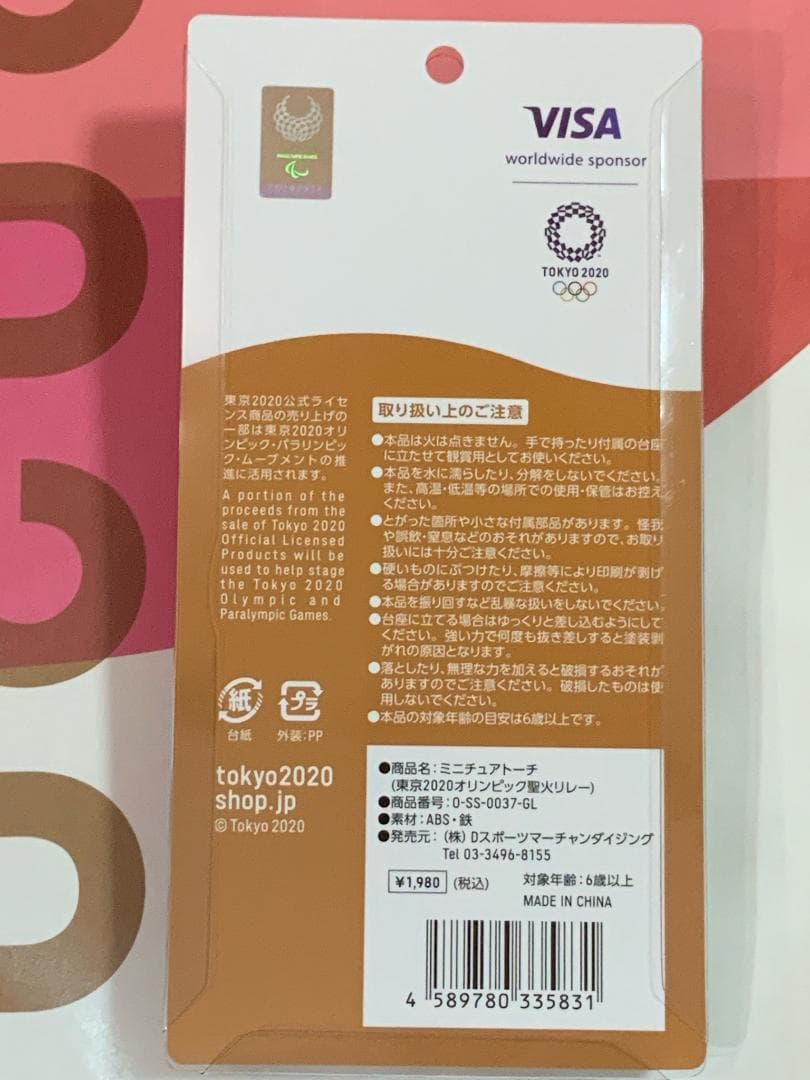 VISA
worldwide sponsor
TOKYO 2020
東京2020公式ライセ
ンス商品の売り上げの
一部は東京2020オリ
ンピック・パラリンピッ
ク・ムーブメントの推
進に活用されます。
A portion of the
proceeds from the
sale of Tokyo 2020
Official Licensed
Products will be
used to help stage
the Tokyo 2020
Olympic and
Paralympic Games.
取り扱い上のご注意
●本品は火は点きません。手で持ったり付属の台座
に立たせて観賞用としてお使いください。
●本品を水に濡らしたり、分解をしないでください。
また、高温・低温等の場所での使用・保管はお控え
ください。
●とがった箇所や小さな付属部品があります。怪我
や誤飲・窒息などのおそれがありますので、お取り
扱いには十分ご注意ください。
●硬いものにぶつけたり、摩擦等により印刷が剥げ
る場合がありますのでご注意ください。
●本品を振り回すなど乱暴な扱いをしないでください。
●台座に立てる場合はゆっくりと差し込むようにして
ください。強い力で何度も抜き差しすると塗装剥
がれの原因となります。
●落としたり、無理な力を加えると破損するおそれが
ありますのでご注意ください。破損したものは使
用しないでください。
●本品の対象年齢の目安は6歳以上です。
紙
台紙
プラ
外装:PP
tokyo2020
shop.jp
© Tokyo 2020
●商品名:ミニチュアトーチ
(東京2020オリンピック聖火リレー)
●商品番号:O-SS-0037-GL
●素材:ABS・鉄
●発売元:(株)Dスポーツマーチャンダイジング
Tel 03-3496-8155
¥1,980 (税込) 対象年齢:6歳以上
MADE IN CHINA
4 589780 335831